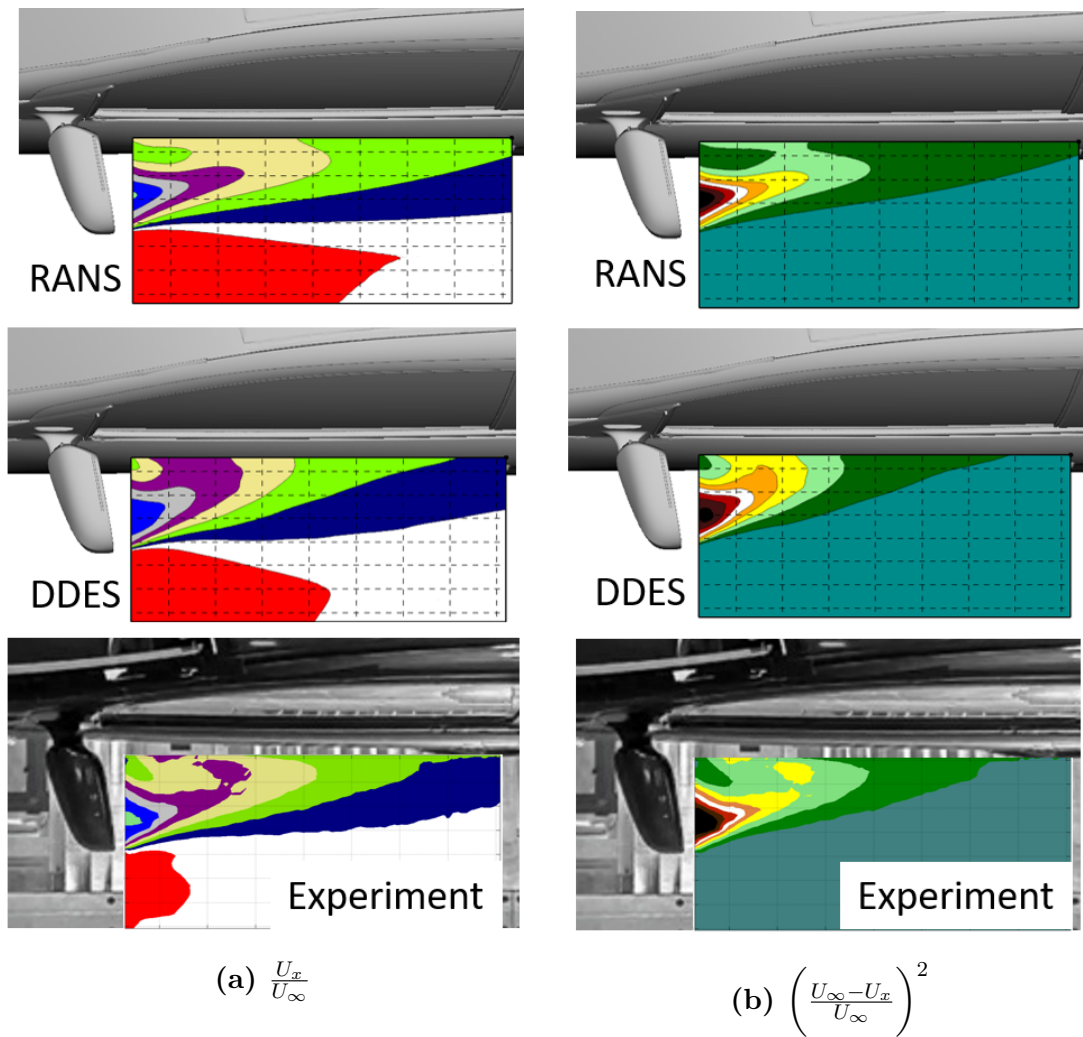 RANS
RANS
DDES
DDES
Experiment
Experiment
(a) $\frac{U_x}{U_\infty}$
(b) $\left(\frac{U_\infty - U_x}{U_\infty}\right)^2$